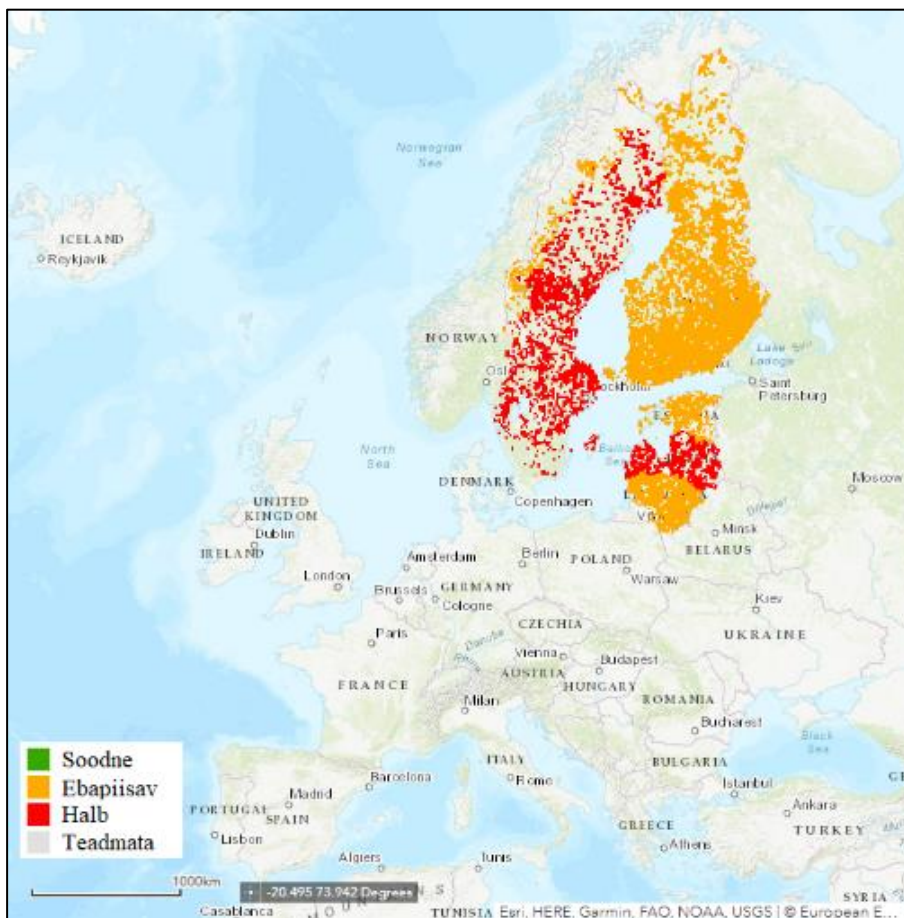 Norwegian
Sea
ICELAND
Reykjavik
NORWAY
Lake
Ladoga
Saint
Petersburg
North
Sea
DENMARK
Copenhagen
Moscow
UNITED
KINGDOM
Dublin
IRELAND
Minsk
BELARUS
Dnieper
Amsterdam
Berlin
POLAND
Warsaw
London
Brussels
GERMANY
Cologne
Kiev
UKRAINE
Paris
CZECHIA
Danube
Vienna
Budapest
AUSTRIA
HUNGARY
FRANCE
Milan
ROMANIA
Bucharest
Black
Sea
ITALY
BULGARIA
Barcelona
Rome
Istanbul
Madrid
Ankara
PORTUGAL
SPAIN
GREECE
TURKEY
Lisbon
Athens
Algiers
Tunis
SYRIA
Casablanca
TUNISIA
Soodne
Ebapiisav
Halb
Teadmata
1000km
-20.495 73.942 Degrees
Esri, HERE, Garmin, FAO, NOAA, USGS | © European E...